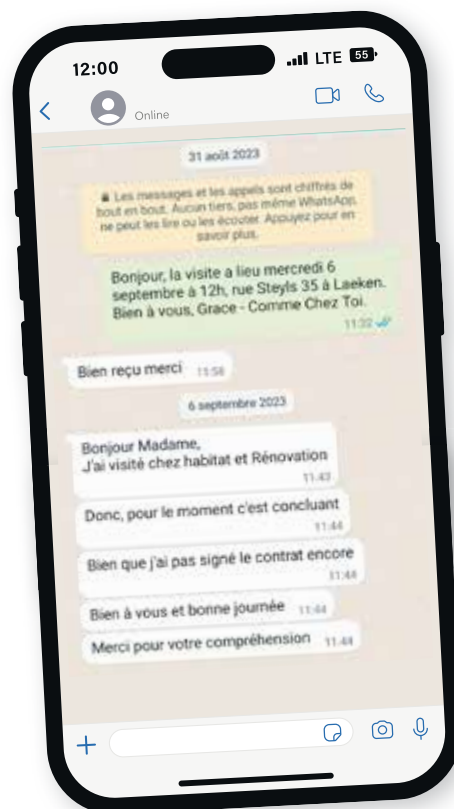 12:00
LTE 55
Online
31 août 2023
Les messages et les appels sont chiffrés de
bout en bout. Aucun tiers, pas même WhatsApp,
ne peut les lire ou les écouter. Appuyez pour en
savoir plus.
Bonjour, la visite a lieu mercredi 6
septembre à 12h, rue Steyls 35 à Laeken.
Bien à vous, Grace - Comme Chez Toi.
11:32
Bien reçu merci 11:58
6 septembre 2023
Bonjour Madame,
J'ai visité chez habitat et Rénovation
11:43
Donc, pour le moment c'est concluant
11:44
Bien que j'ai pas signé le contrat encore
11:44
Bien à vous et bonne journée 11:44
Merci pour votre compréhension 11:44